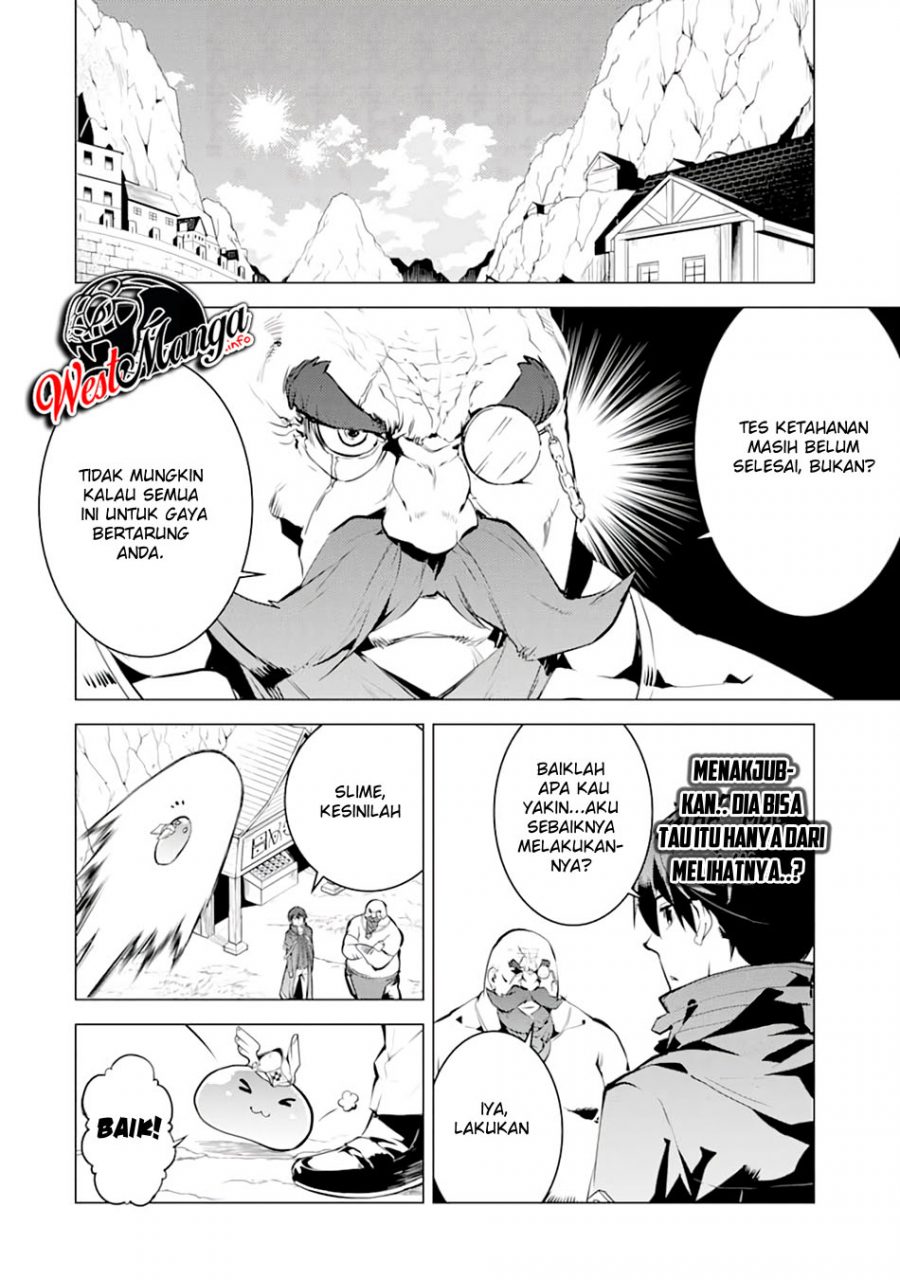 WestManga
.info
TES KETAHANAN
MASIH BELUM
SELESAI, BUKAN?
TIDAK MUNGKIN
KALAU SEMUA
INI UNTUK GAYA
BERTARUNG
ANDA.
MENAKJUB-
KAN.. DIA BISA
TAU ITU HANYA DARI
MELIHATNYA..?
BAIKLAH
APA KAU
YAKIN...AKU
SEBAIKNYA
MELAKUKAN-
NYA?
IYA,
LAKUKAN
SLIME,
KESINILAH
BAIK!